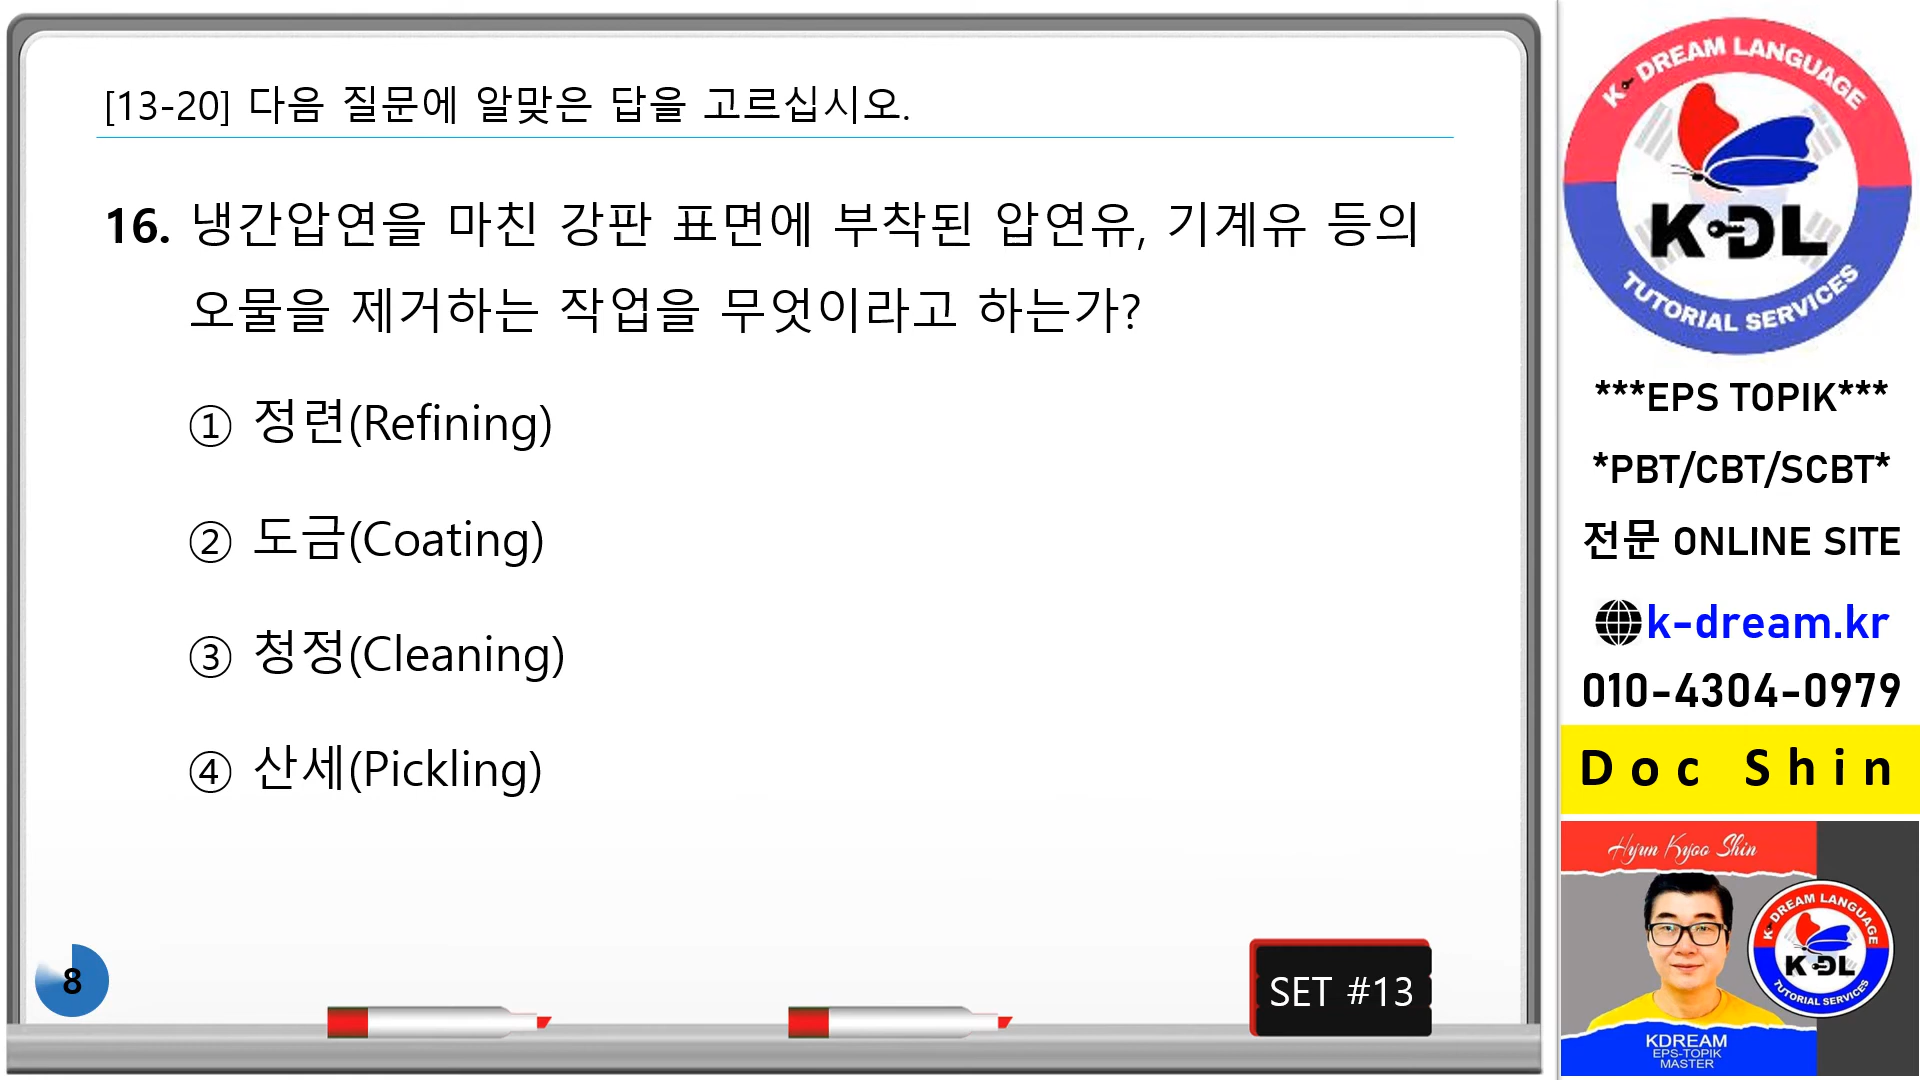 [13-20] 다음 질문에 알맞은 답을 고르십시오.
16. 냉간압연을 마친 강판 표면에 부착된 압연유, 기계유 등의
오물을 제거하는 작업을 무엇이라고 하는가?
① 정련(Refining)
② 도금(Coating)
③ 청정(Cleaning)
④ 산세(Pickling)
8
SET #13
K DREAM LANGUAGE
K DL
TUTORIAL SERVICES
***EPS TOPIK***
*PBT/CBT/SCBT*
전문 ONLINE SITE
k-dream.kr
010-4304-0979
Doc Shin
Hyun Kyoo Shin
K DREAM LANGUAGE
K DL
TUTORIAL SERVICES
KDREAM
EPS-TOPIK
MASTER